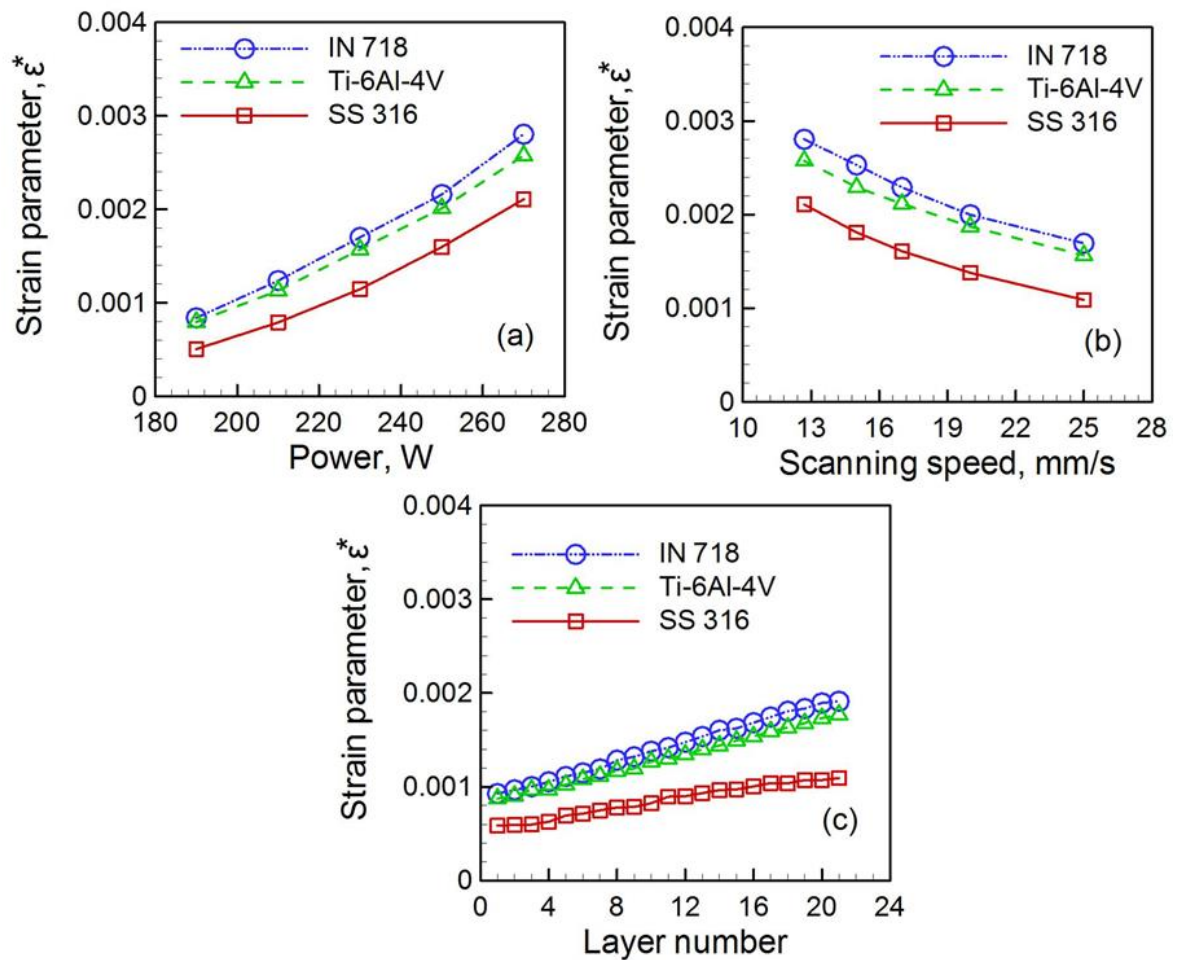 Strain parameter, ε*
0.004
0.003
0.002
0.001
0
IN 718
Ti-6Al-4V
SS 316
(a)
180 200 220 240 260 280
Power, W
Strain parameter, ε*
0.004
0.003
0.002
0.001
0
IN 718
Ti-6Al-4V
SS 316
(b)
10 13 16 19 22 25 28
Scanning speed, mm/s
Strain parameter, ε*
0.004
0.003
0.002
0.001
0
IN 718
Ti-6Al-4V
SS 316
(c)
0 4 8 12 16 20 24
Layer number